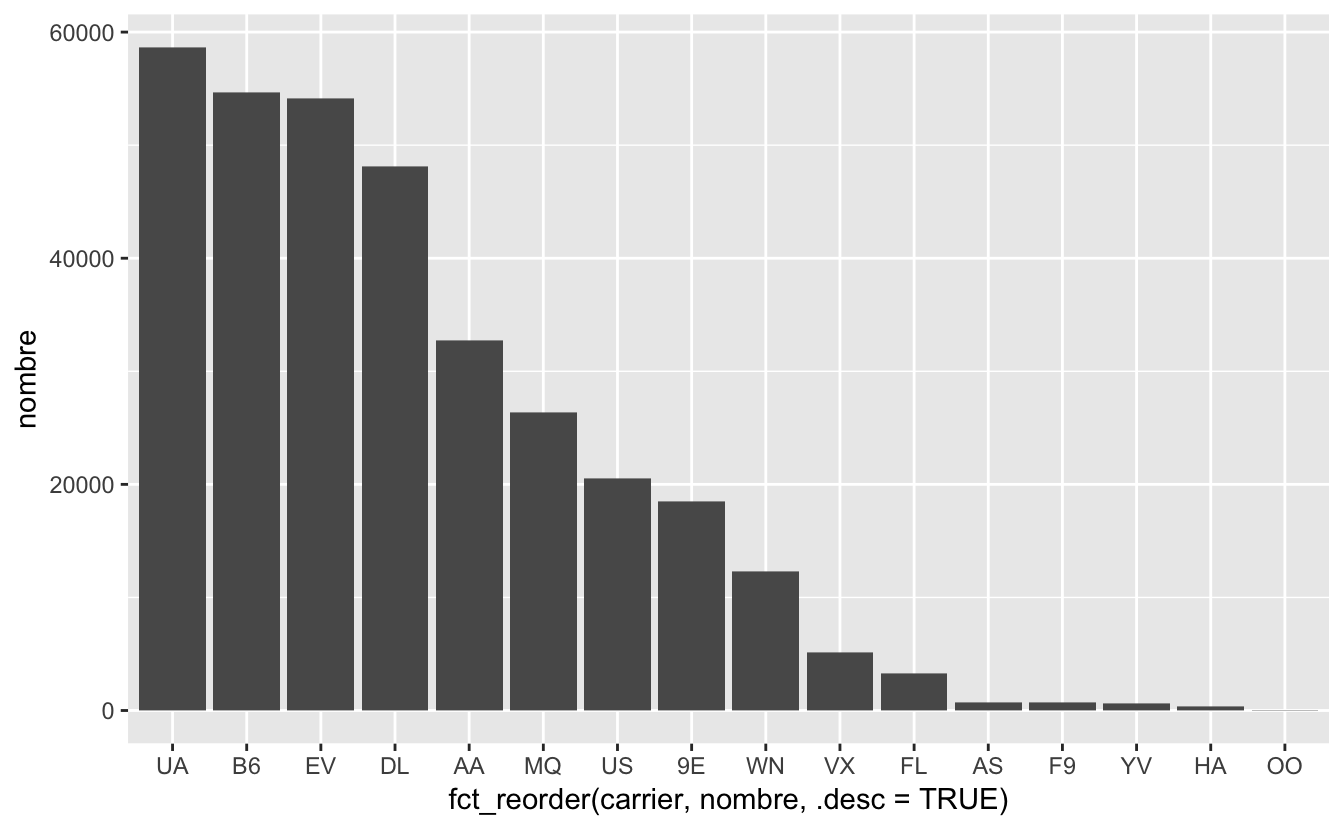 60000
40000
20000
0
nombre
UA B6 EV DL AA MQ US 9E WN VX FL AS F9 YV HA OO
fct_reorder(carrier, nombre, .desc = TRUE)